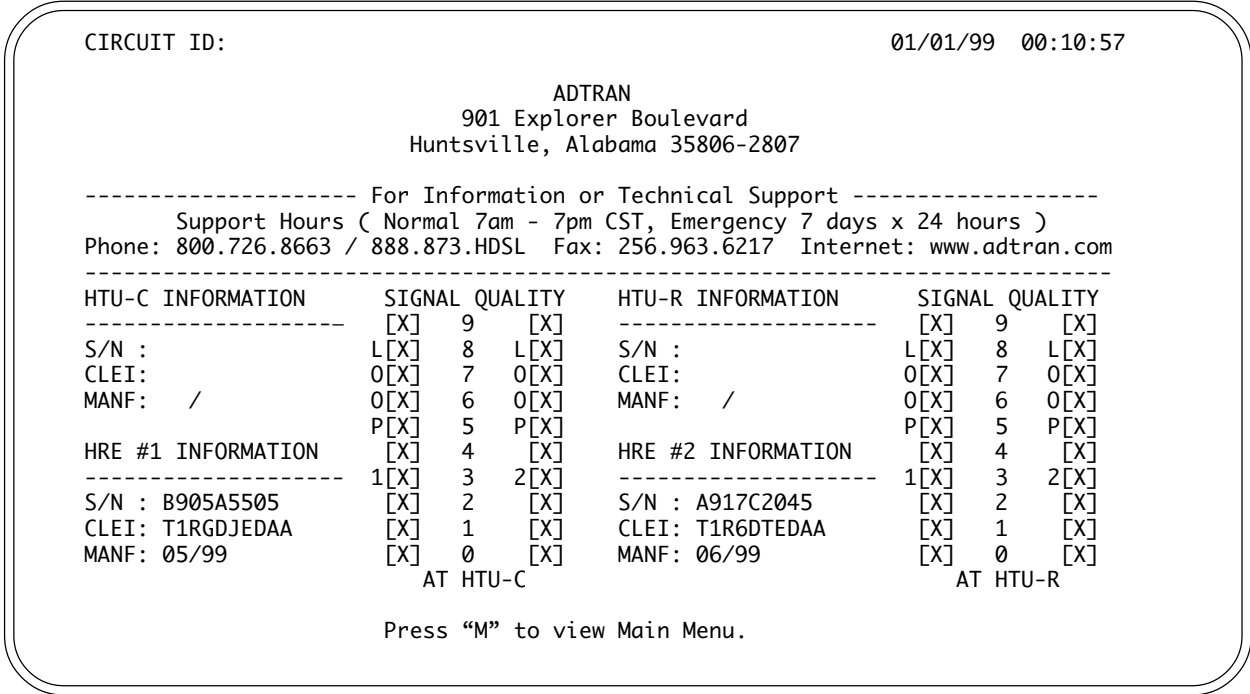 CIRCUIT ID:                                                    01/01/99  00:10:57
ADTRAN
901 Explorer Boulevard
Huntsville, Alabama 35806-2807
--------------------- For Information or Technical Support -------------------
Support Hours ( Normal 7am - 7pm CST, Emergency 7 days x 24 hours )
Phone: 800.726.8663 / 888.873.HDSL  Fax: 256.963.6217  Internet: www.adtran.com
-------------------------------------------------------------------------------
HTU-C INFORMATION      SIGNAL QUALITY    HTU-R INFORMATION      SIGNAL QUALITY
-------------------–   [X]   9    [X]    --------------------   [X]   9    [X]
S/N :                 L[X]   8   L[X]    S/N :                 L[X]   8   L[X]
CLEI:                 O[X]   7   O[X]    CLEI:                 O[X]   7   O[X]
MANF:   /             O[X]   6   O[X]    MANF:   /             O[X]   6   O[X]
                      P[X]   5   P[X]                          P[X]   5   P[X]
HRE #1 INFORMATION     [X]   4    [X]    HRE #2 INFORMATION     [X]   4    [X]
--------------------  1[X]   3   2[X]    --------------------  1[X]   3   2[X]
S/N : B905A5505        [X]   2    [X]    S/N : A917C2045        [X]   2    [X]
CLEI: T1RGDJEDAA       [X]   1    [X]    CLEI: T1R6DTEDAA       [X]   1    [X]
MANF: 05/99            [X]   0    [X]    MANF: 06/99            [X]   0    [X]
                          AT HTU-C                                 AT HTU-R
Press “M” to view Main Menu.